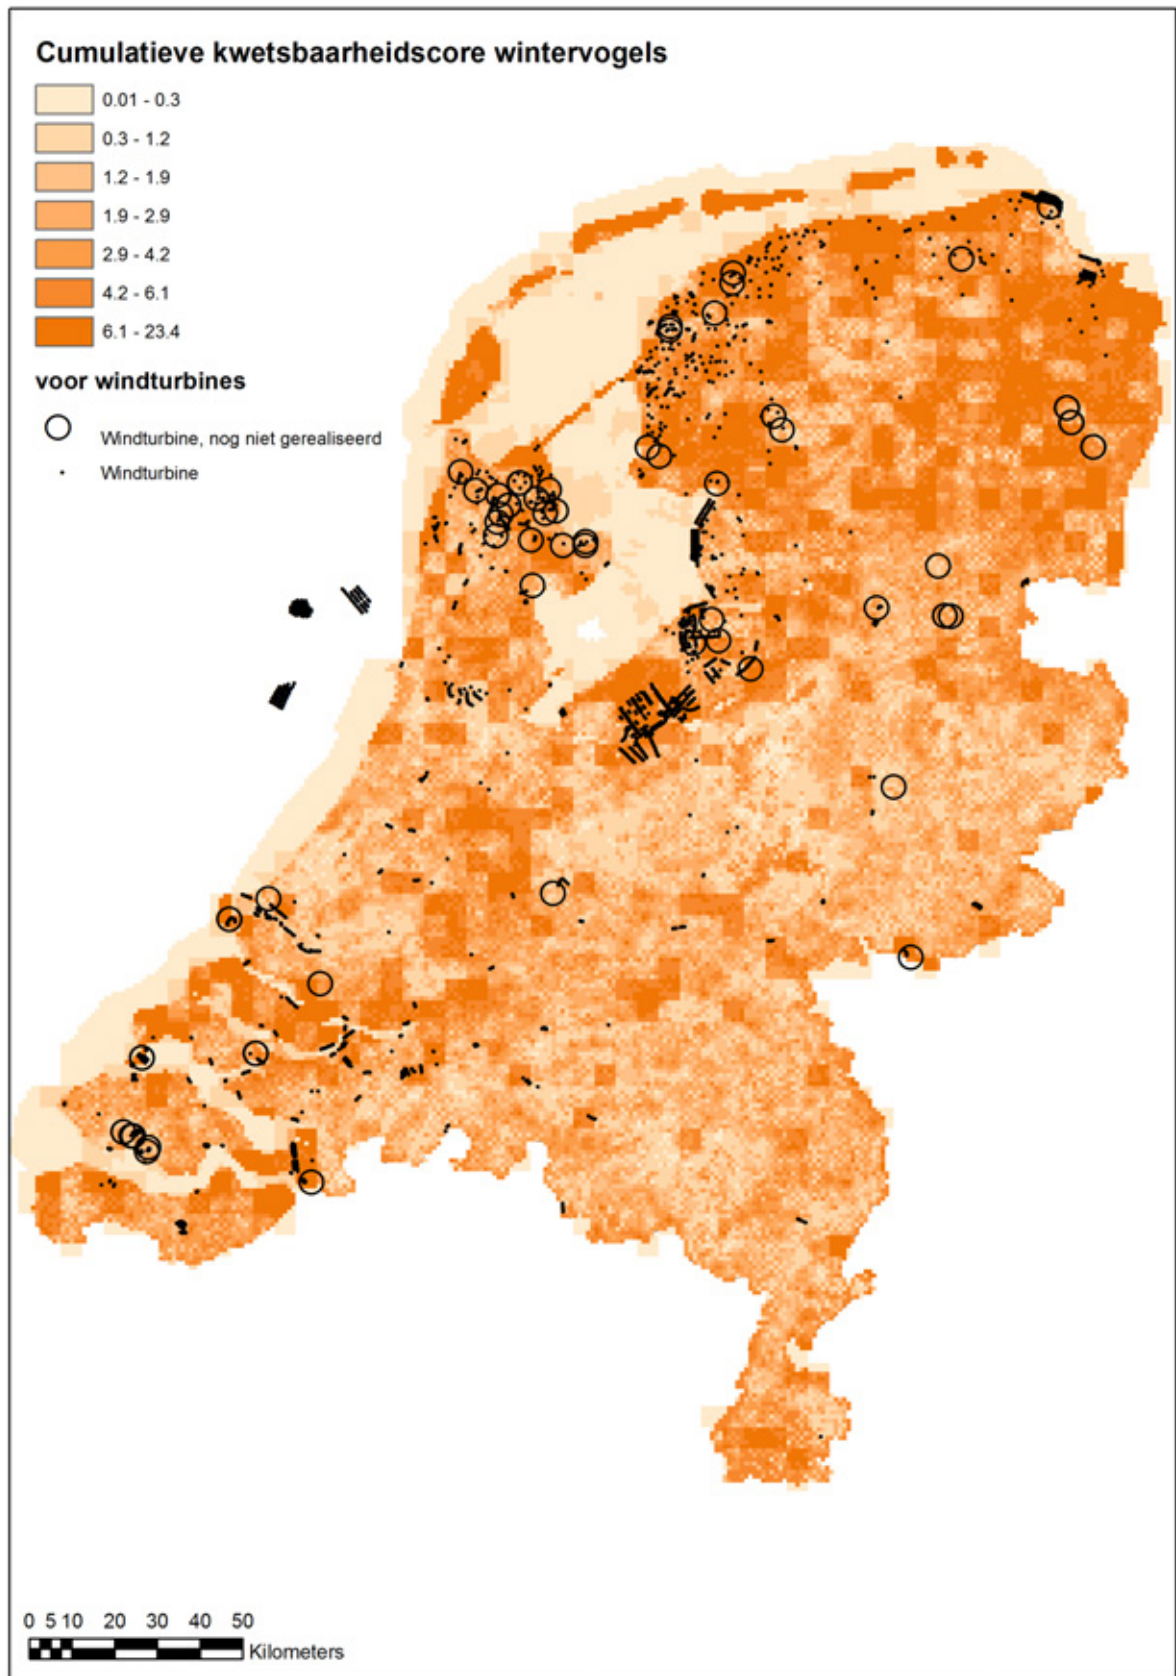 Cumulatieve kwetsbaarheidscore wintervogels
0.01 - 0.3
0.3 - 1.2
1.2 - 1.9
1.9 - 2.9
2.9 - 4.2
4.2 - 6.1
6.1 - 23.4
voor windturbines
Windturbine, nog niet gerealiseerd
Windturbine
0 5 10 20 30 40 50
Kilometers